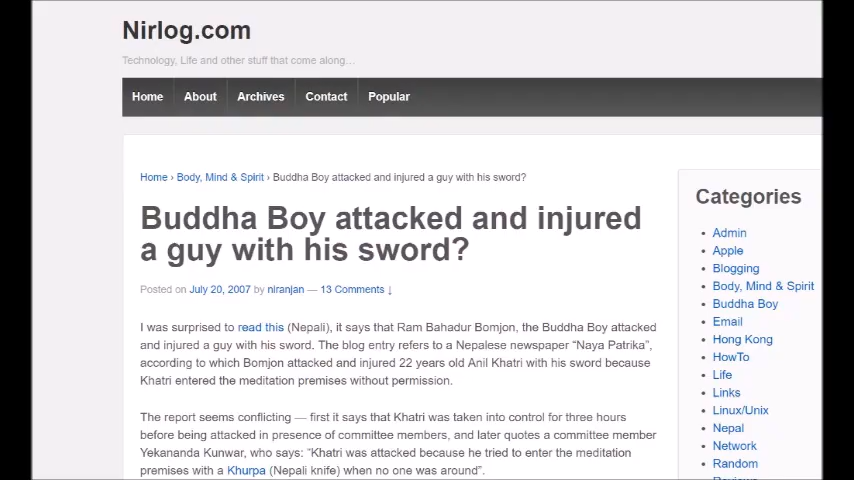 Nirlog.com
Technology, Life and other stuff that come along...
Home About Archives Contact Popular
Home › Body, Mind & Spirit › Buddha Boy attacked and injured a guy with his sword?
Buddha Boy attacked and injured
a guy with his sword?
Posted on July 20, 2007 by niranjan — 13 Comments ↓
I was surprised to read this (Nepali), it says that Ram Bahadur Bomjon, the Buddha Boy attacked
and injured a guy with his sword. The blog entry refers to a Nepalese newspaper “Naya Patrika”,
according to which Bomjon attacked and injured 22 years old Anil Khatri with his sword because
Khatri entered the meditation premises without permission.
The report seems conflicting — first it says that Khatri was taken into control for three hours
before being attacked in presence of committee members, and later quotes a committee member
Yekananda Kunwar, who says: “Khatri was attacked because he tried to enter the meditation
premises with a Khurpa (Nepali knife) when no one was around”.
Categories
Admin
Apple
Blogging
Body, Mind & Spirit
Buddha Boy
Email
Hong Kong
HowTo
Life
Links
Linux/Unix
Nepal
Network
Random